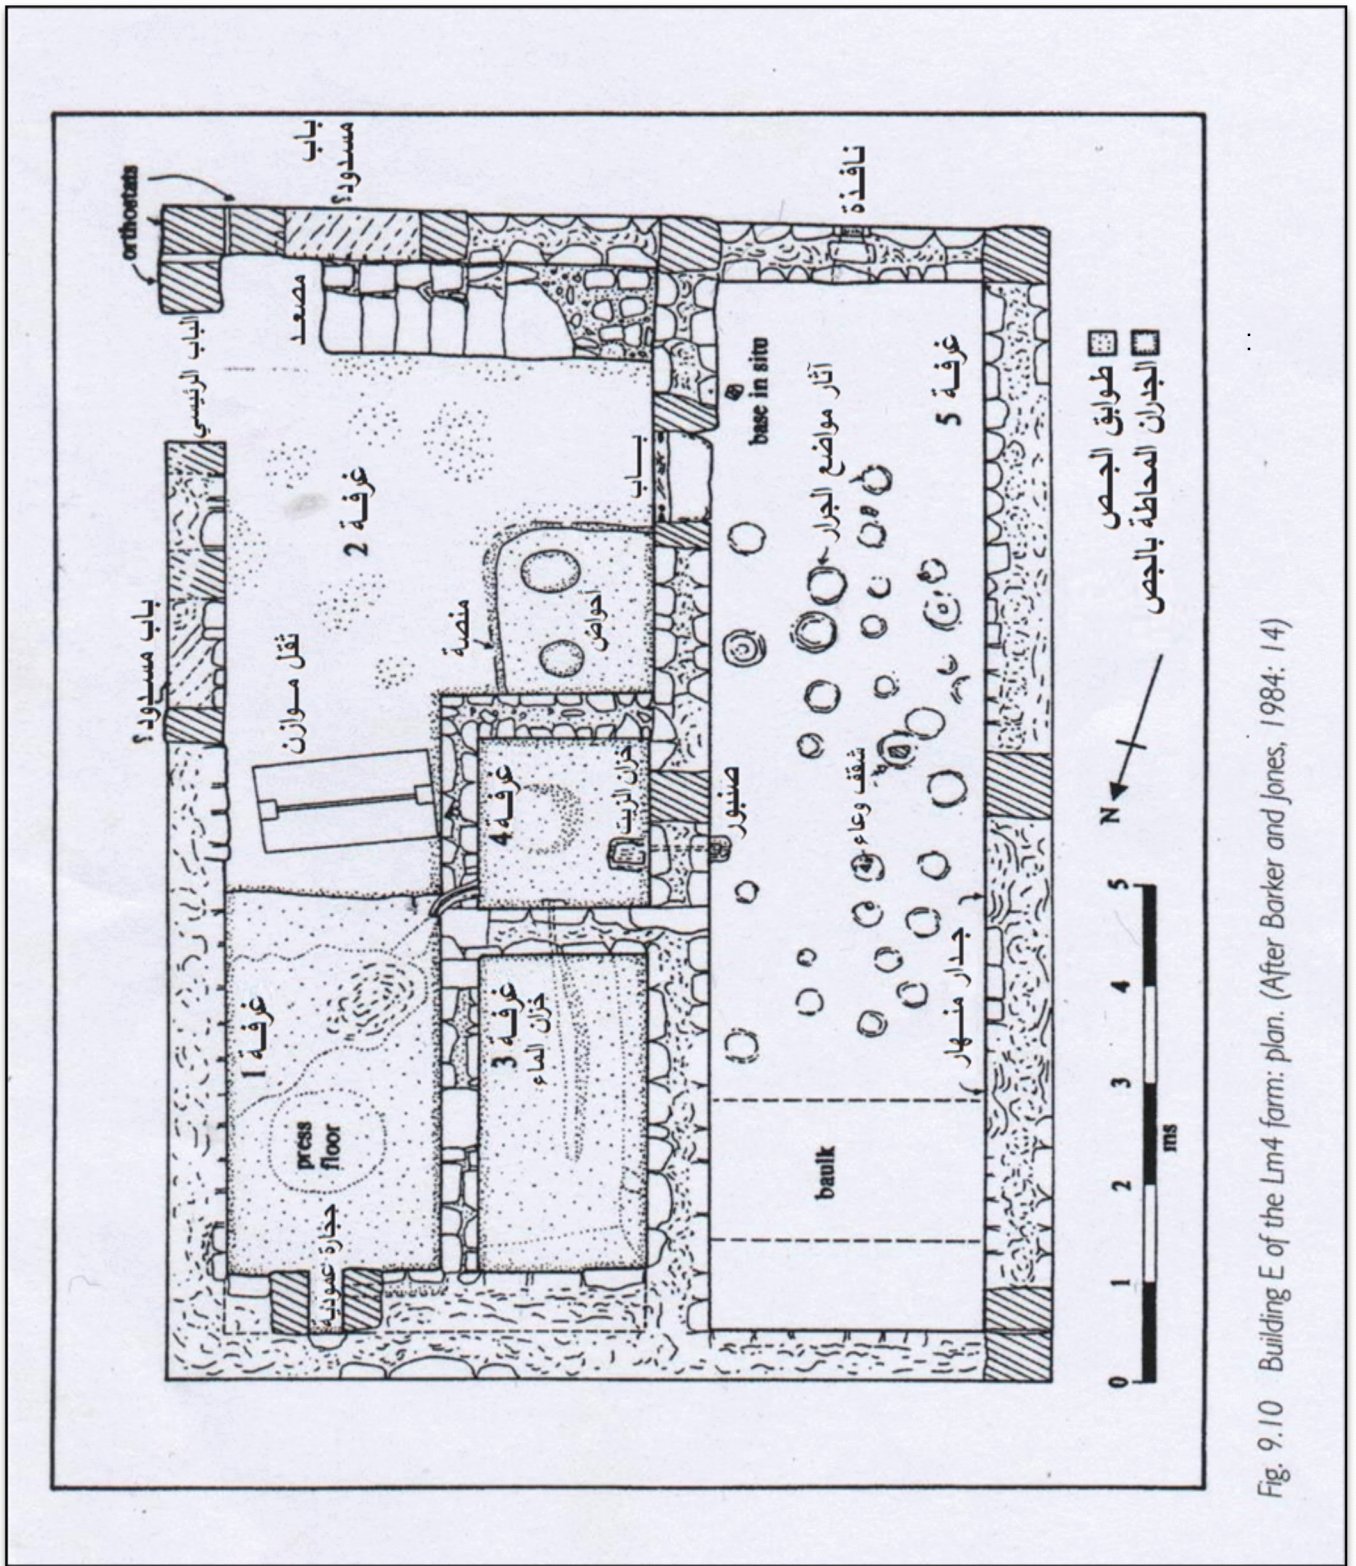 orthostats
باب
مسدود؟
باب مسدود؟
الباب الرئيسي
مصعد
غرفة 2
ثقل موازن
منصة
احواض
باب
غرفة 1
press
floor
حجارة عمودية
غرفة 4
خزان الزيت
غرفة 3
خزان الماء
صنبور
نافذة
base in situ
آثار مواضع الجرار
غرفة 5
شقف وعاء
جدار منهار
baulk
طوابق الجص
الجدران المحاطة بالجص
N
0 1 2 3 4 5
ms
Fig. 9.10 Building E of the Lm4 farm: plan. (After Barker and Jones, 1984: 14)